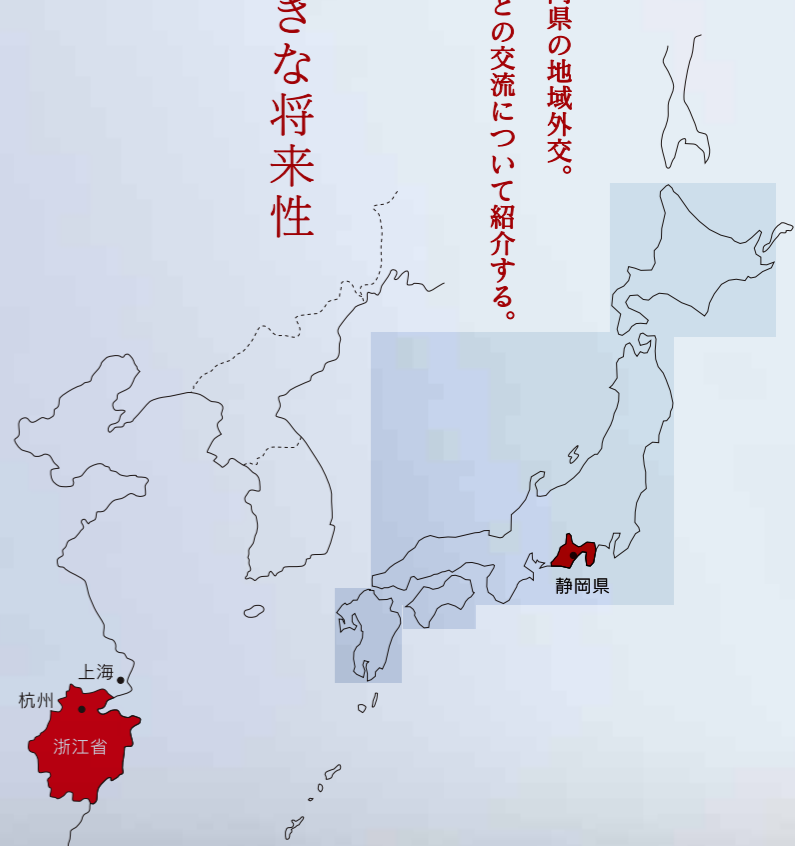 岡県の地域外交。
との交流について紹介する。
きな将来性
静岡県
上海
杭州
浙江省